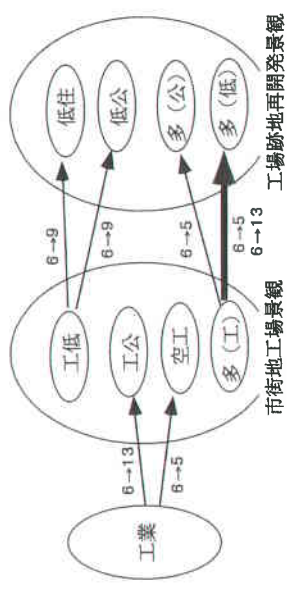 工業
6→13
6→5
工低
工公
空工
多（工）
市街地工場景観
6→9
6→9
6→5
6→5
6→13
低住
低公
多（公）
多（低）
工場跡地再開発景観